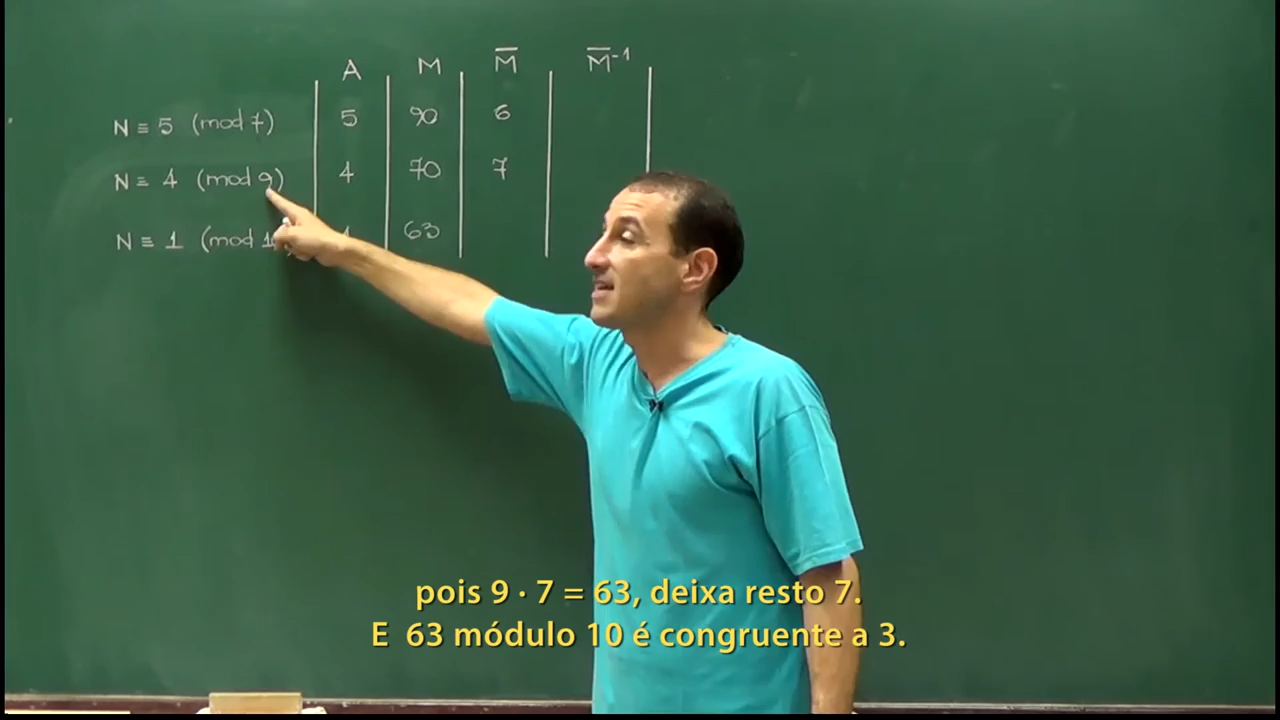 A M M̅ M̅⁻¹
N ≡ 5 (mod 7) 5 90 6
N ≡ 4 (mod 9) 4 70 7
N ≡ 1 (mod 63
pois 9 · 7 = 63, deixa resto 7.
E 63 módulo 10 é congruente a 3.